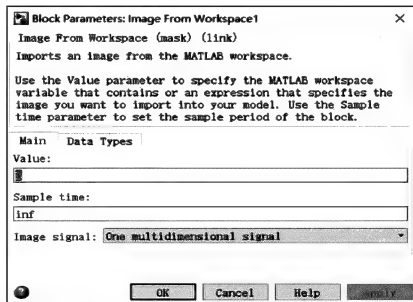 Block Parameters: Image From Workspace1
Image From Workspace (mask) (link)
Imports an image from the MATLAB workspace.
Use the Value parameter to specify the MATLAB workspace
variable that contains or an expression that specifies the
image you want to import into your model. Use the Sample
time parameter to set the sample period of the block.
Main Data Types
Value:
Sample time:
inf
Image signal: One multidimensional signal
OK Cancel Help Apply